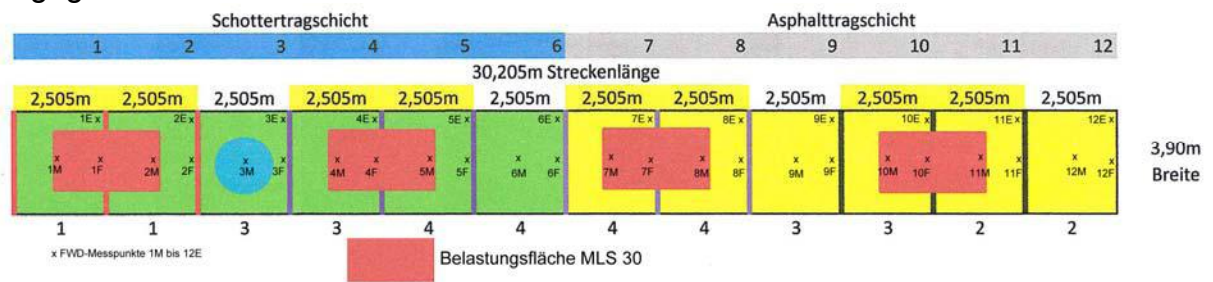 Schottertragschicht Asphalttragschicht
1 2 3 4 5 6 7 8 9 10 11 12
30,205m Streckenlänge
2,505m 2,505m 2,505m 2,505m 2,505m 2,505m 2,505m 2,505m 2,505m 2,505m 2,505m 2,505m
1E x 2E x 3E x 4E x 5E x 6E x 7E x 8E x 9E x 10E x 11E x 12E x
x x x x x x x x x x x x x x x x x x x x x x x x
1M 1F 2M 2F 3M 3F 4M 4F 5M 5F 6M 6F 7M 7F 8M 8F 9M 9F 10M 10F 11M 11F 12M 12F
3,90m
Breite
1 1 3 3 4 4 4 4 3 3 2 2
x FWD-Messpunkte 1M bis 12E
Belastungsfläche MLS 30